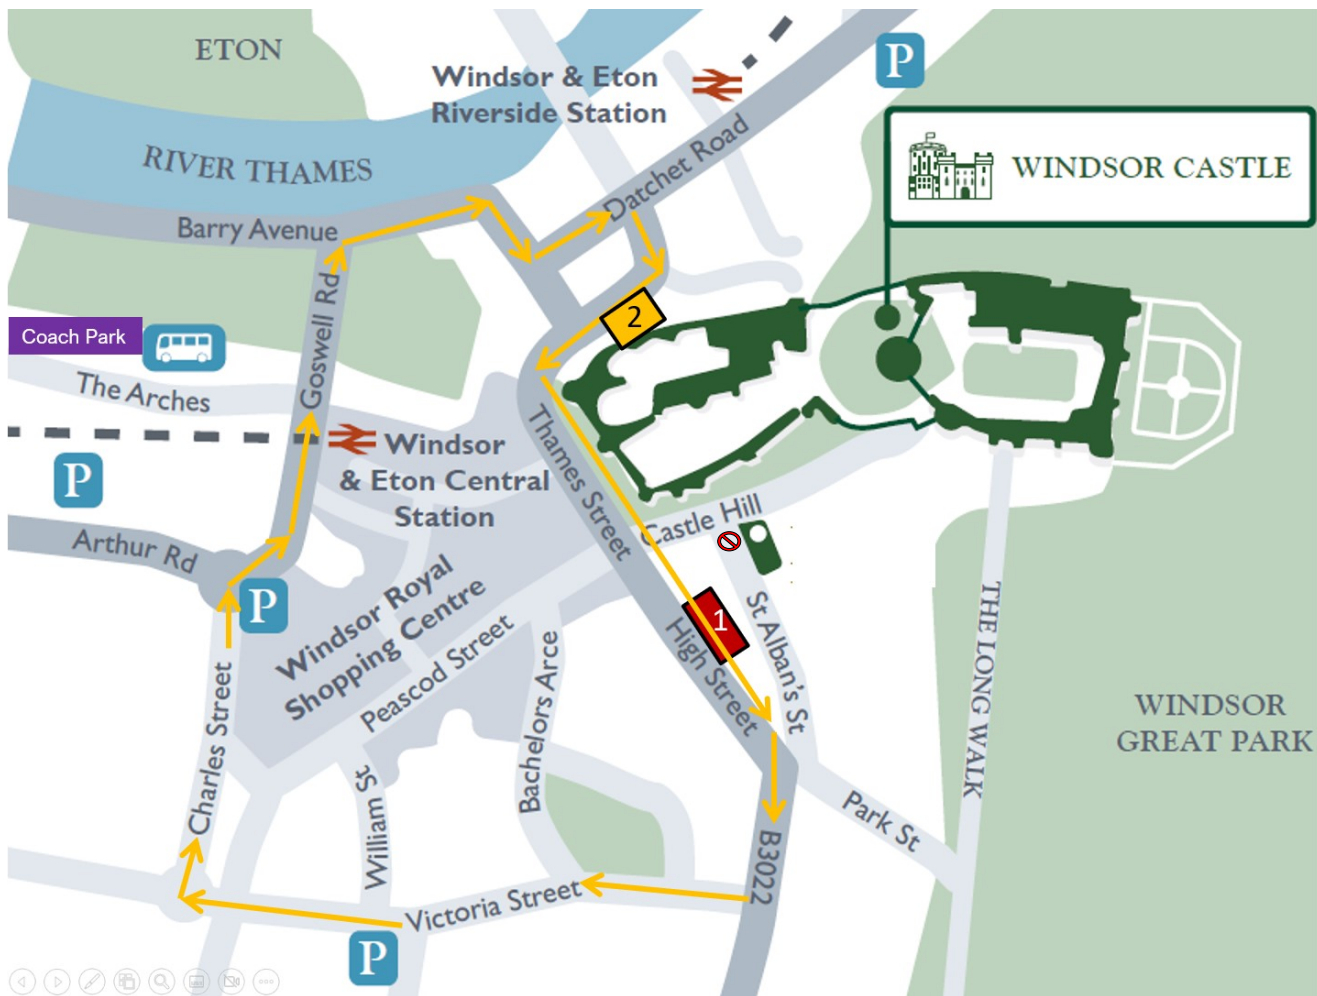 ETON
Windsor & Eton
Riverside Station
P
WINDSOR CASTLE
RIVER THAMES
Datchet Road
Barry Avenue
Goswell Rd
2
Coach Park
The Arches
Windsor
& Eton Central
Station
P
Thames Street
Castle Hill
Arthur Rd
P
Windsor Royal
Shopping Centre
Peascod Street
1
High Street
St Alban's St
THE LONG WALK
WINDSOR
GREAT PARK
Charles Street
William St
Bachelors Arce
Park St
B3022
Victoria Street
P